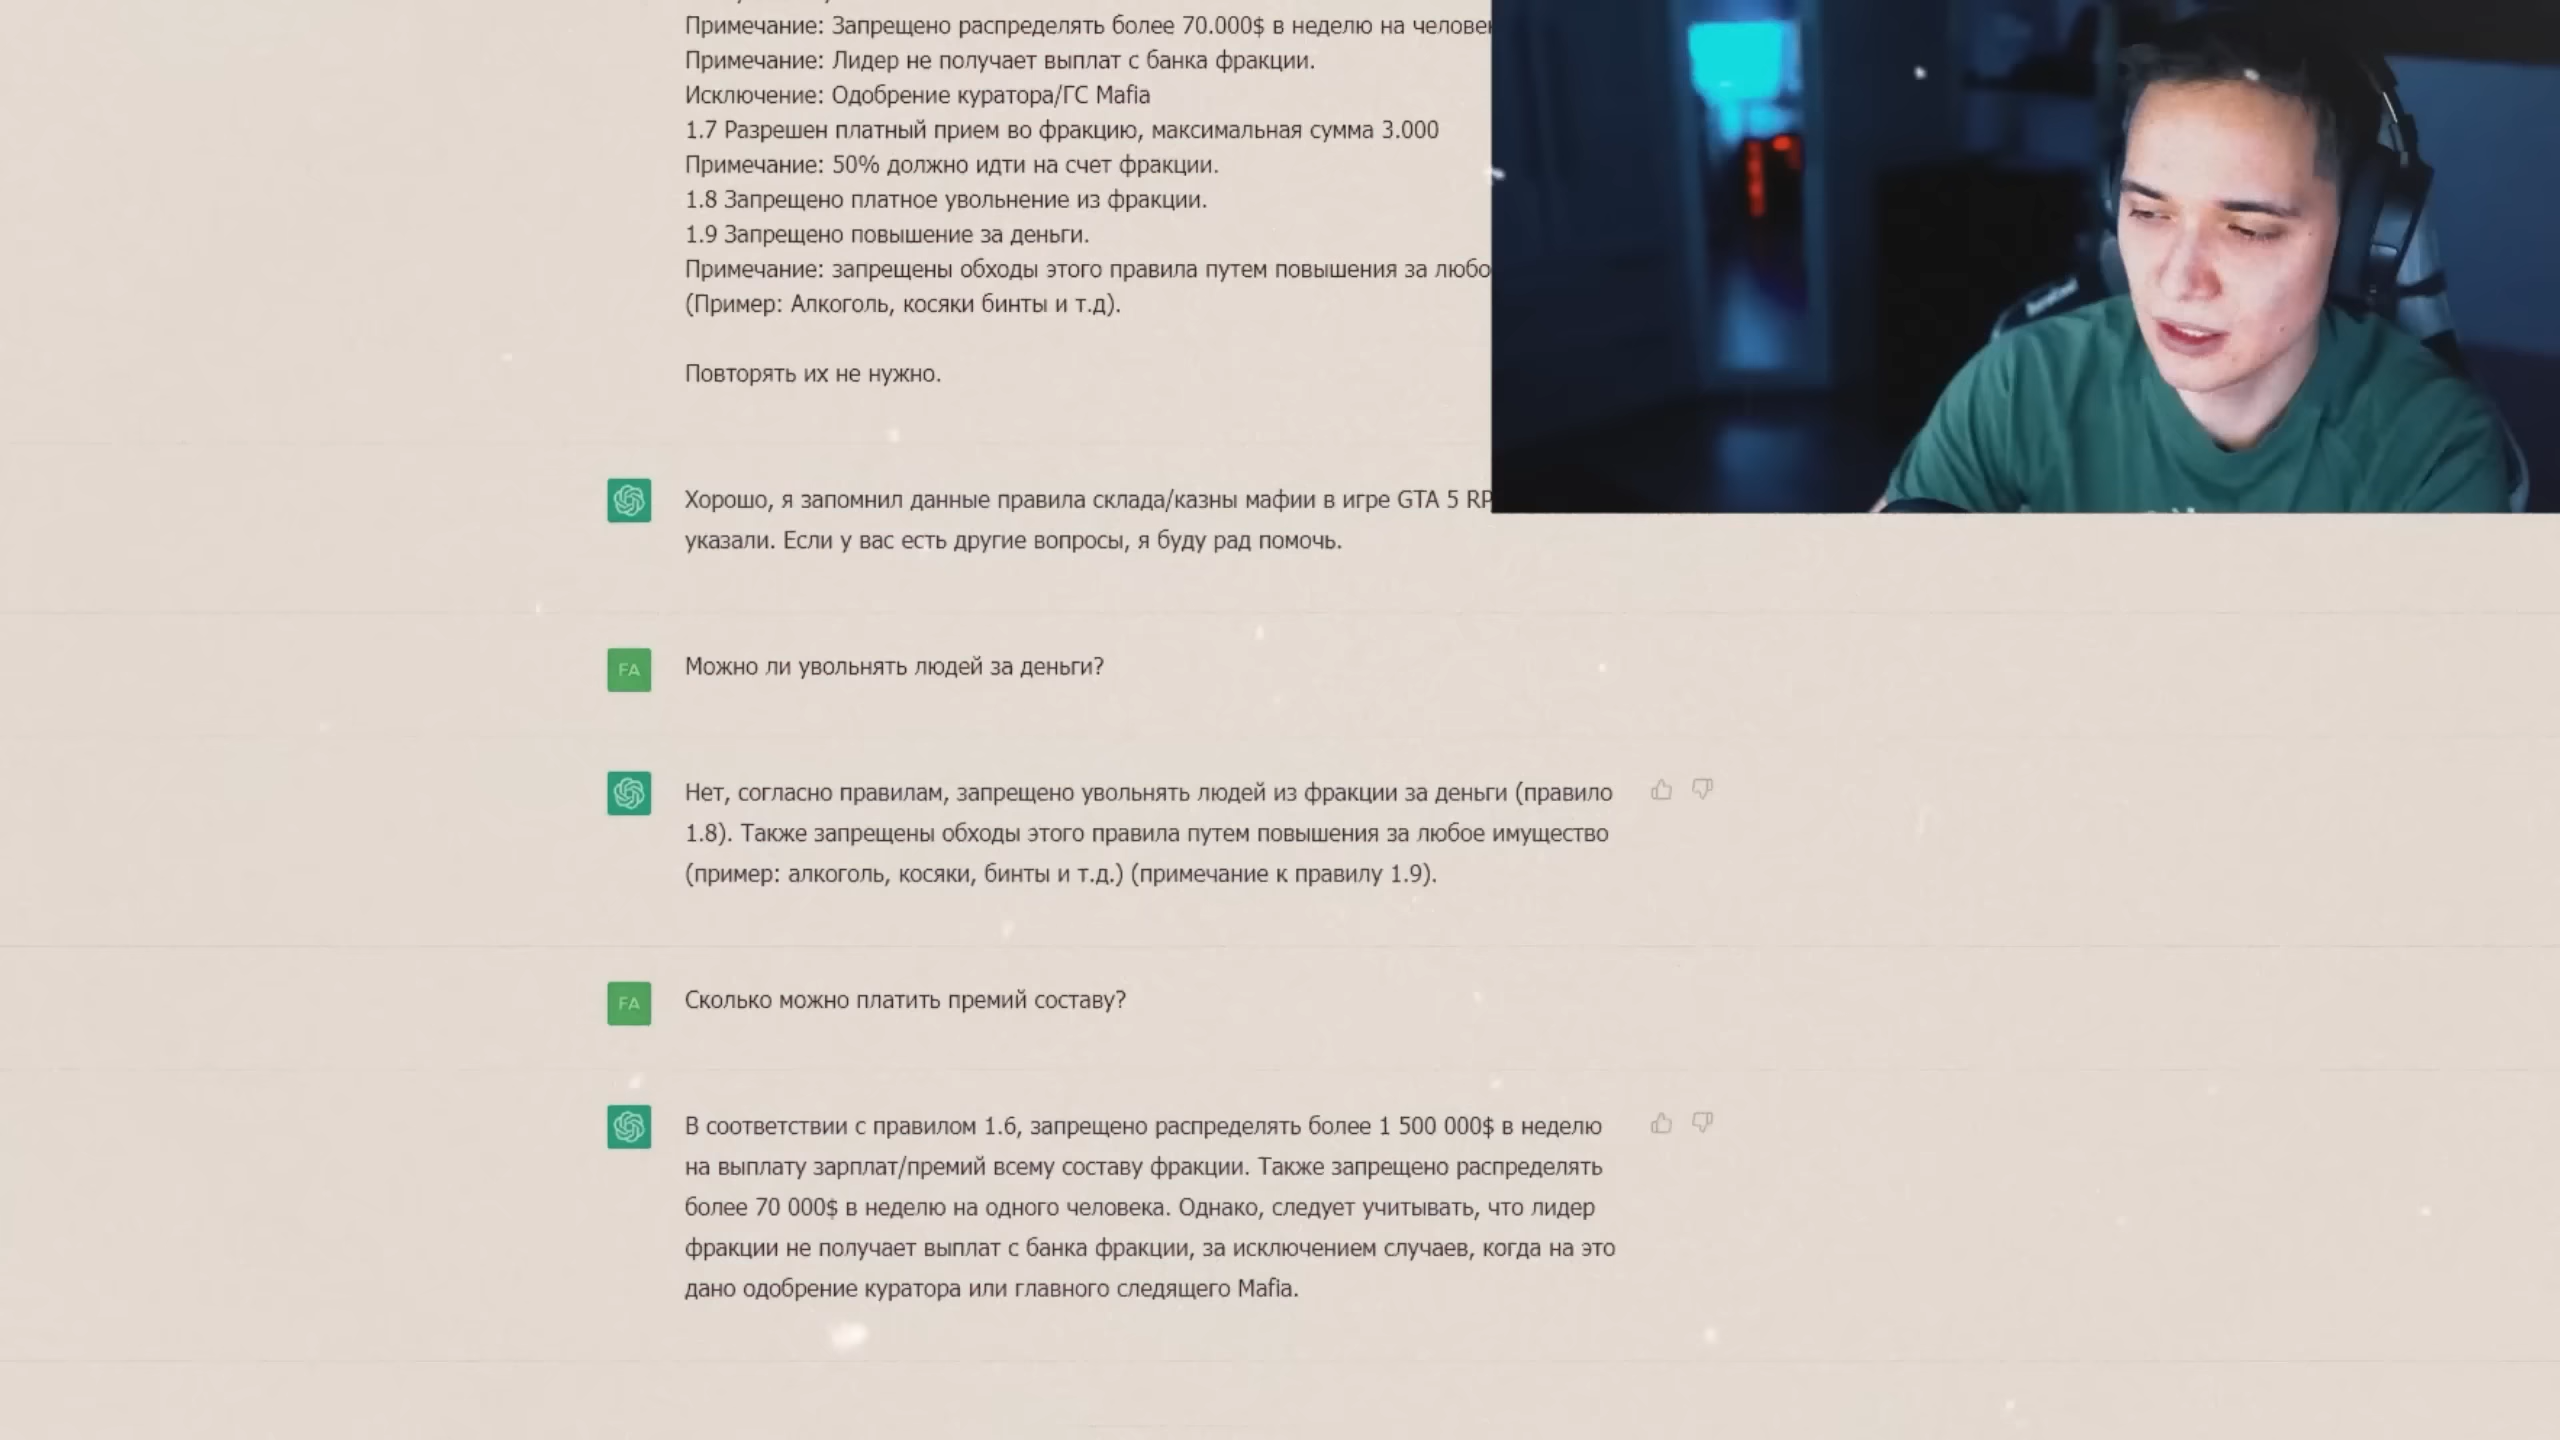 Примечание: Запрещено распределять более 70.000$ в неделю на
Примечание: Лидер не получает выплат с банка фракции.
Исключение: Одобрение куратора/ГС Mafia
1.7 Разрешен платный прием во фракцию, максимальная сумма 3.000
Примечание: 50% должно идти на счет фракции.
1.8 Запрещено платное увольнение из фракции.
1.9 Запрещено повышение за деньги.
Примечание: запрещены обходы этого правила путем повышения за
(Пример: Алкоголь, косяки бинты и т.д).
Повторять их не нужно.
Хорошо, я запомнил данные правила склада/казны мафии в игре GTA 5 RP
указали. Если у вас есть другие вопросы, я буду рад помочь.
FA Можно ли увольнять людей за деньги?
Нет, согласно правилам, запрещено увольнять людей из фракции за деньги (правило
1.8). Также запрещены обходы этого правила путем повышения за любое имущество
(пример: алкоголь, косяки, бинты и т.д.) (примечание к правилу 1.9).
FA Сколько можно платить премий составу?
В соответствии с правилом 1.6, запрещено распределять более 1 500 000$ в неделю
на выплату зарплат/премий всему составу фракции. Также запрещено распределять
более 70 000$ в неделю на одного человека. Однако, следует учитывать, что лидер
фракции не получает выплат с банка фракции, за исключением случаев, когда на это
дано одобрение куратора или главного следящего Mafia.